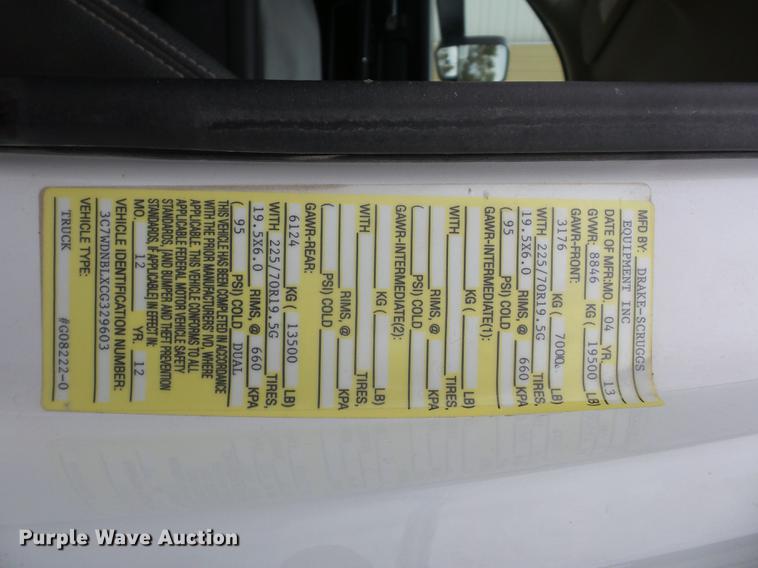 MFD BY: DRAKE-SCRUGGS
EQUIPMENT INC
DATE OF MFR: MO. 04 YR. 13
GVWR: 8846 KG ( 19500 LB)
GAWR-FRONT:
3176 KG ( 7000 LB)
WITH 225/70R19.5G TIRES,
19.5X6.0 RIMS, @ 660 KPA
( 95 PSI) COLD
GAWR-INTERMEDIATE(1):
KG ( LB)
WITH TIRES,
RIMS, @ KPA
( PSI) COLD
GAWR-INTERMEDIATE(2):
KG ( LB)
WITH TIRES,
RIMS, @ KPA
( PSI) COLD
GAWR-REAR:
6124 KG ( 13500 LB)
WITH 225/70R19.5G TIRES,
19.5X6.0 RIMS, @ 660 KPA
( 95 PSI) COLD DUAL
THIS VEHICLE HAS BEEN COMPLETED IN ACCORDANCE
WITH THE PRIOR MANUFACTURERS' IVD, WHERE
APPLICABLE. THIS VEHICLE CONFORMS TO ALL
APPLICABLE FEDERAL MOTOR VEHICLE SAFETY
STANDARDS, [AND BUMPER AND THEFT PREVENTION
STANDARDS, IF APPLICABLE] IN EFFECT IN:
MO. 12 YR. 12
VEHICLE IDENTIFICATION NUMBER:
3C7WDNBLXCG329603
VEHICLE TYPE:
TRUCK #G08222-0
Purple Wave Auction